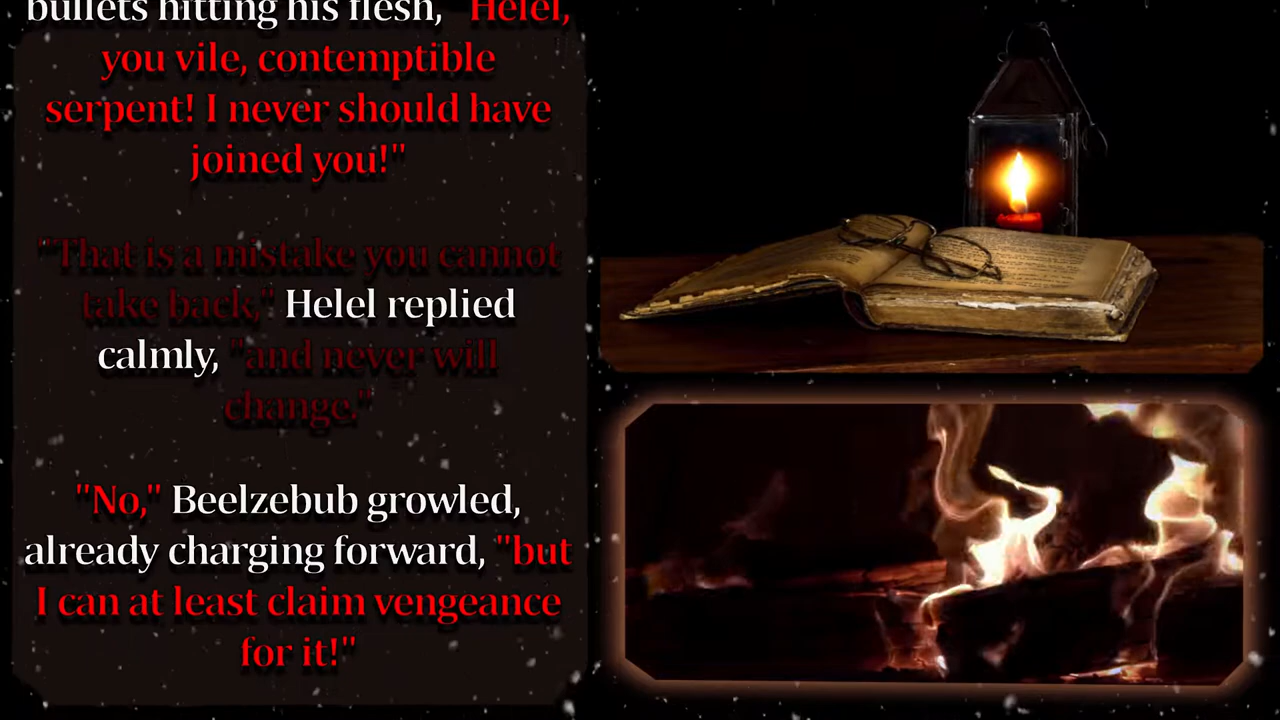 bullets hitting his flesh, "Helel,
you vile, contemptible
serpent! I never should have
joined you!"
"That is a mistake you cannot
take back," Helel replied
calmly, "and never will
change."
"No," Beelzebub growled,
already charging forward, "but
I can at least claim vengeance
for it!"